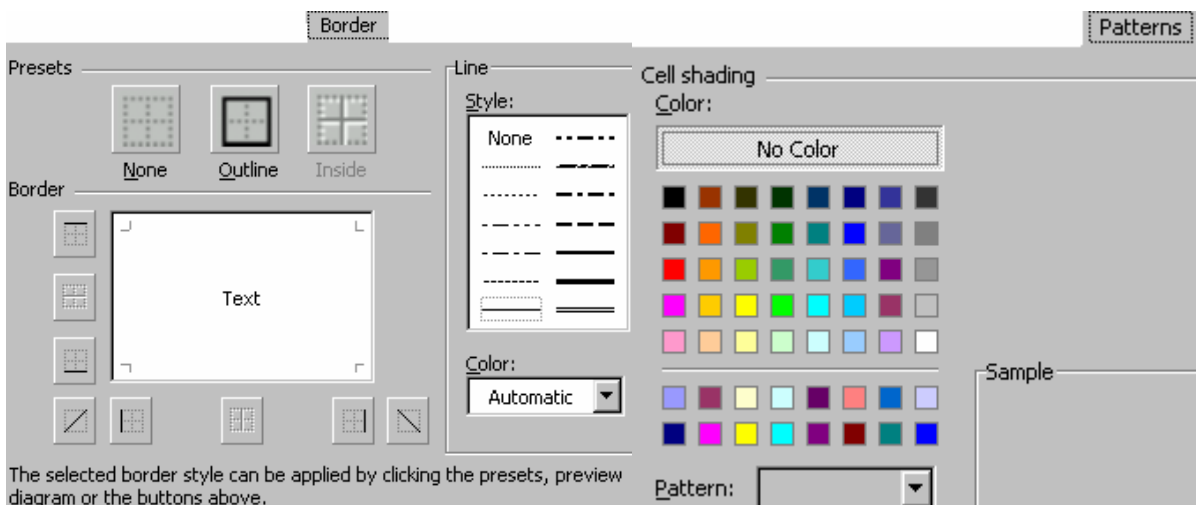 Border
Presets
None
Outline
Inside
Border
Text
The selected border style can be applied by clicking the presets, preview
diagram or the buttons above.
Line
Style:
None
Color:
Automatic
Patterns
Cell shading
Color:
No Color
Pattern:
Sample